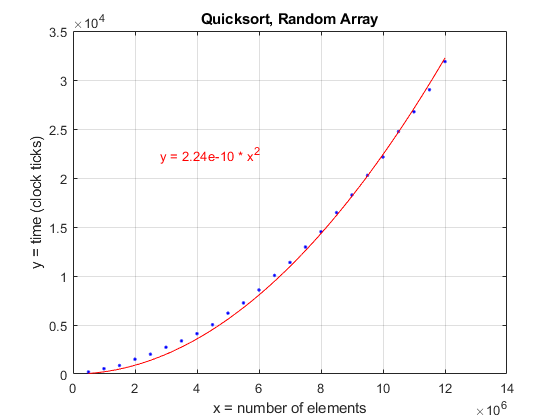 Quicksort, Random Array
×10^4
3.5
3
2.5
2
1.5
1
0.5
0
y = time (clock ticks)
y = 2.24e-10 * x^2
0 2 4 6 8 10 12 14
x = number of elements
×10^6